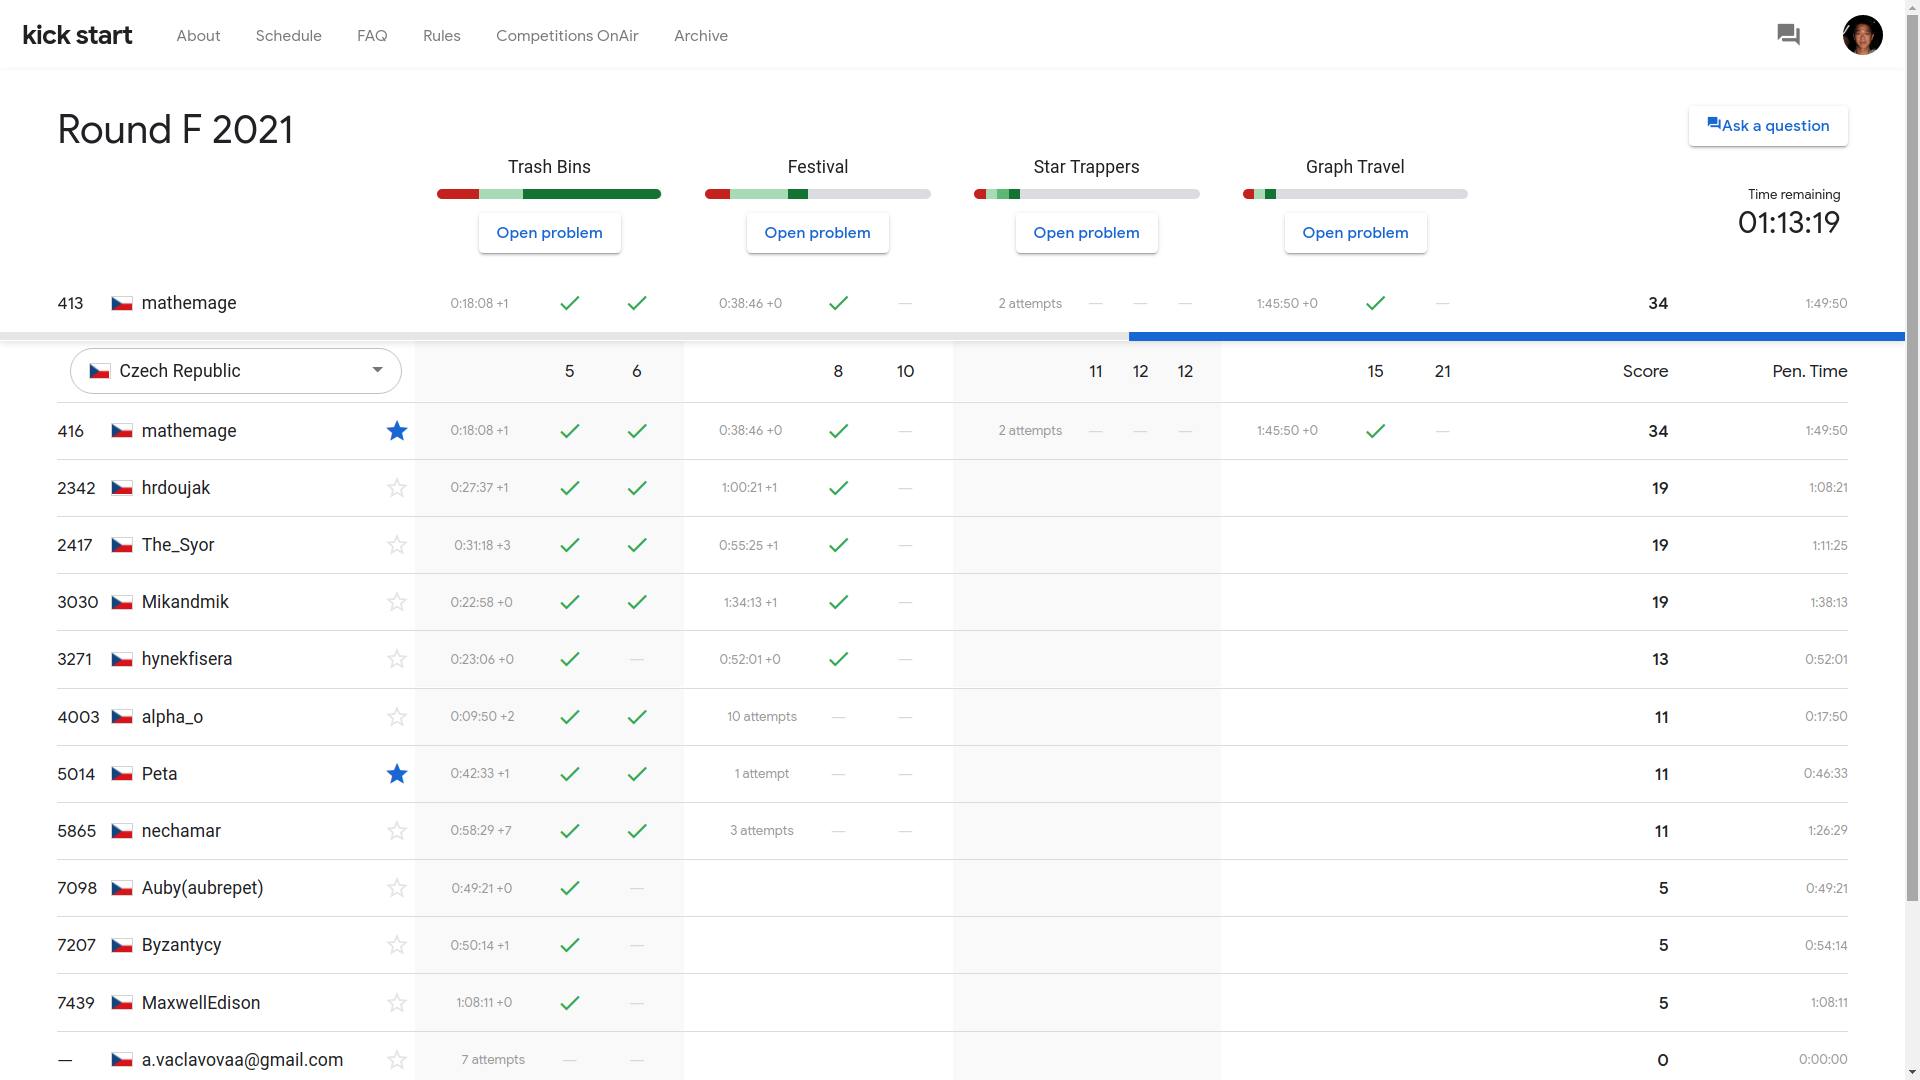 kick start About Schedule FAQ Rules Competitions OnAir Archive
Round F 2021
Ask a question
Trash Bins Festival Star Trappers Graph Travel
Time remaining
01:13:19
Open problem Open problem Open problem Open problem
413 mathemage 0:18:08 +1 0:38:46 +0 — 2 attempts — — — 1:45:50 +0 — 34 1:49:50
Czech Republic 5 6 8 10 11 12 12 15 21 Score Pen. Time
416 mathemage 0:18:08 +1 0:38:46 +0 — 2 attempts — — — 1:45:50 +0 — 34 1:49:50
2342 hrdoujak 0:27:37 +1 1:00:21 +1 — 19 1:08:21
2417 The_Syor 0:31:18 +3 0:55:25 +1 — 19 1:11:25
3030 Mikandmik 0:22:58 +0 1:34:13 +1 — 19 1:38:13
3271 hynekfisera 0:23:06 +0 — 0:52:01 +0 — 13 0:52:01
4003 alpha_o 0:09:50 +2 10 attempts — — 11 0:17:50
5014 Peta 0:42:33 +1 1 attempt — — 11 0:46:33
5865 nechamar 0:58:29 +7 3 attempts — — 11 1:26:29
7098 Auby(aubrepet) 0:49:21 +0 — 5 0:49:21
7207 Byzantycy 0:50:14 +1 — 5 0:54:14
7439 MaxwellEdison 1:08:11 +0 — 5 1:08:11
— a.vaclavovaa@gmail.com 7 attempts — — 0 0:00:00